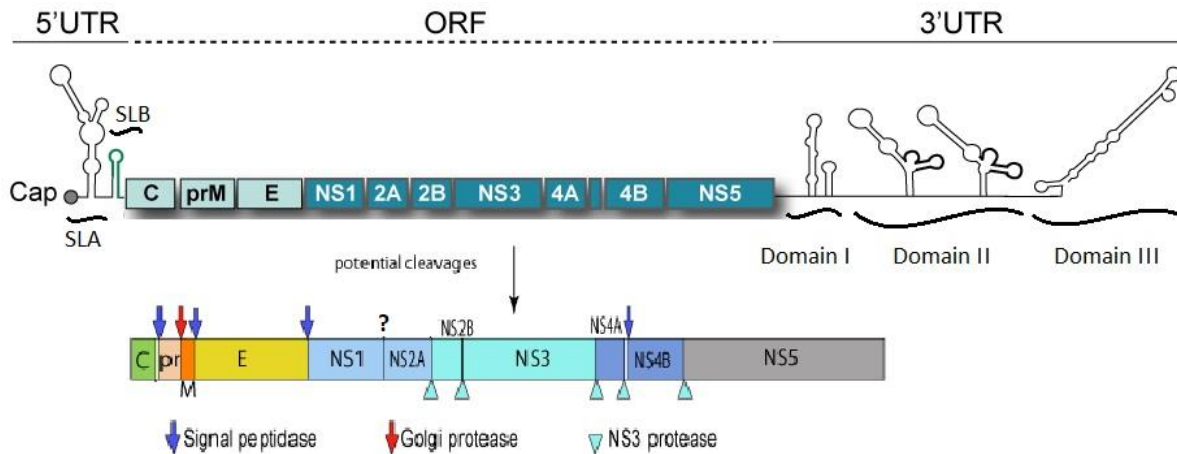 5'UTR ORF 3'UTR
SLB
Cap C prM E NS1 2A 2B NS3 4A 4B NS5
SLA
Domain I Domain II Domain III
potential cleavages
? NS2B NS4A
C pr E NS1 NS2A NS3 NS4B NS5
M
Signal peptidase Golgi protease NS3 protease